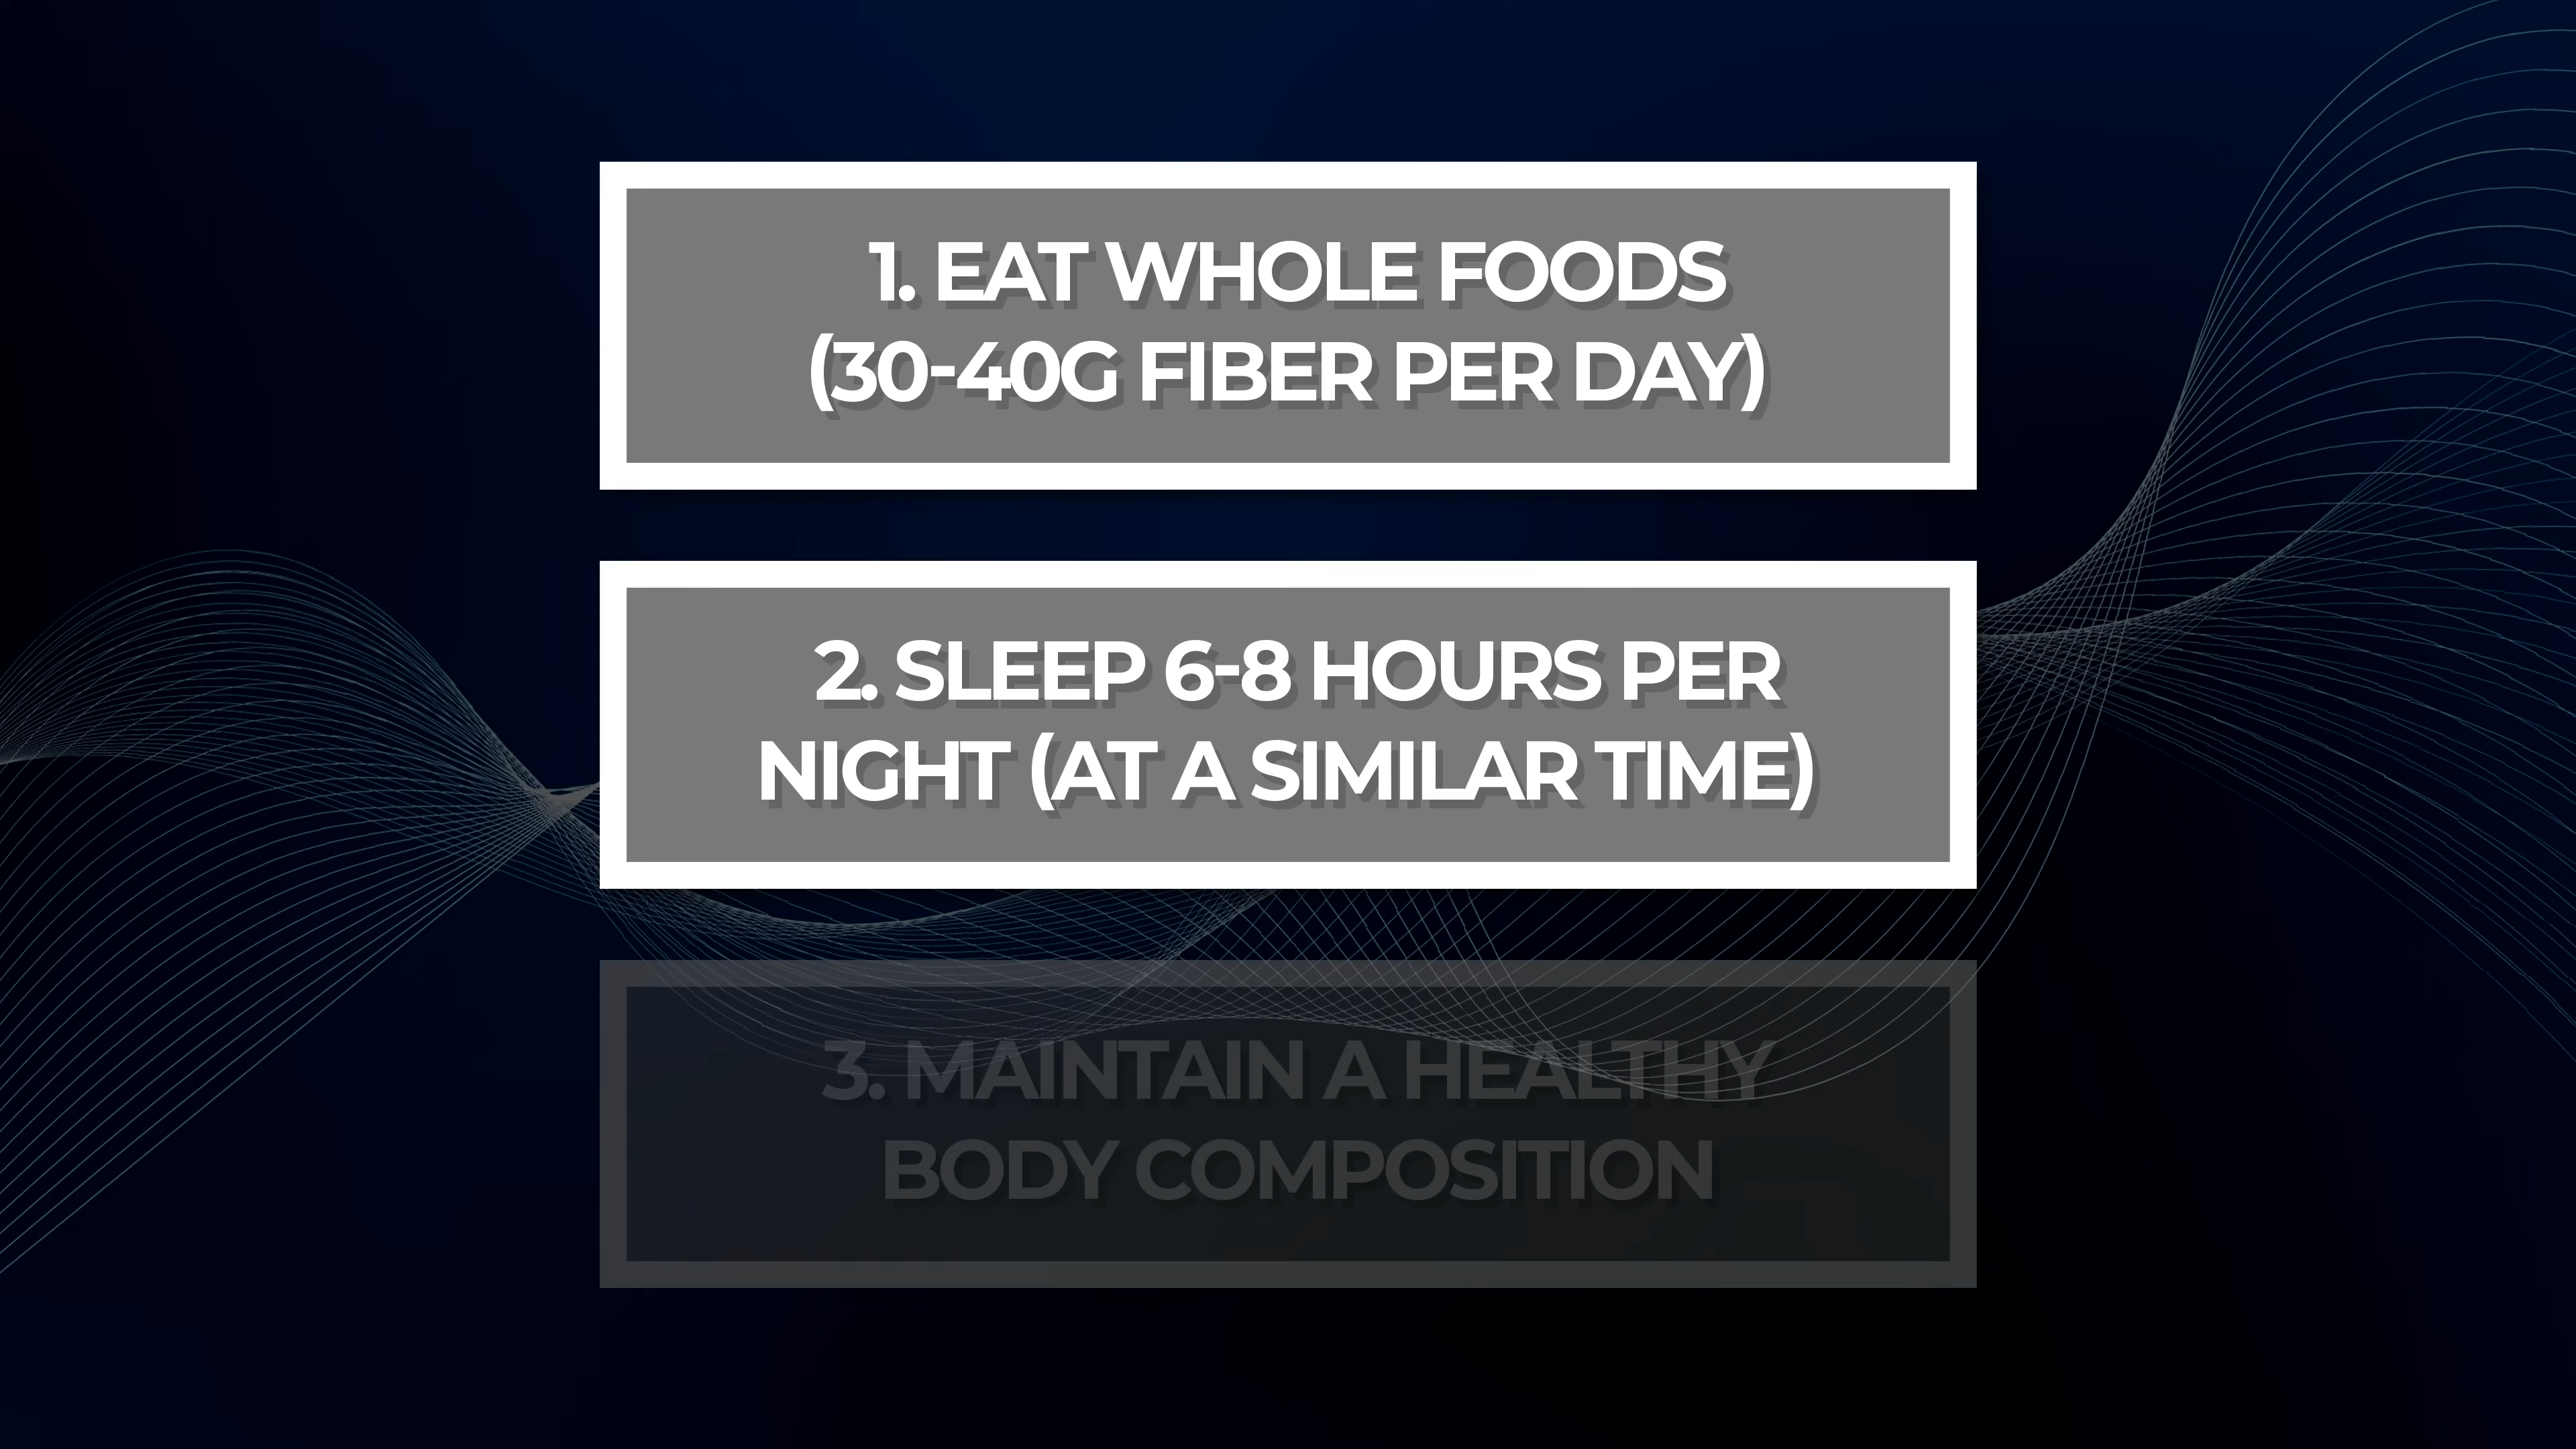 1. EAT WHOLE FOODS
(30-40G FIBER PER DAY)
2. SLEEP 6-8 HOURS PER
NIGHT (AT A SIMILAR TIME)
3. MAINTAIN A HEALTHY
BODY COMPOSITION